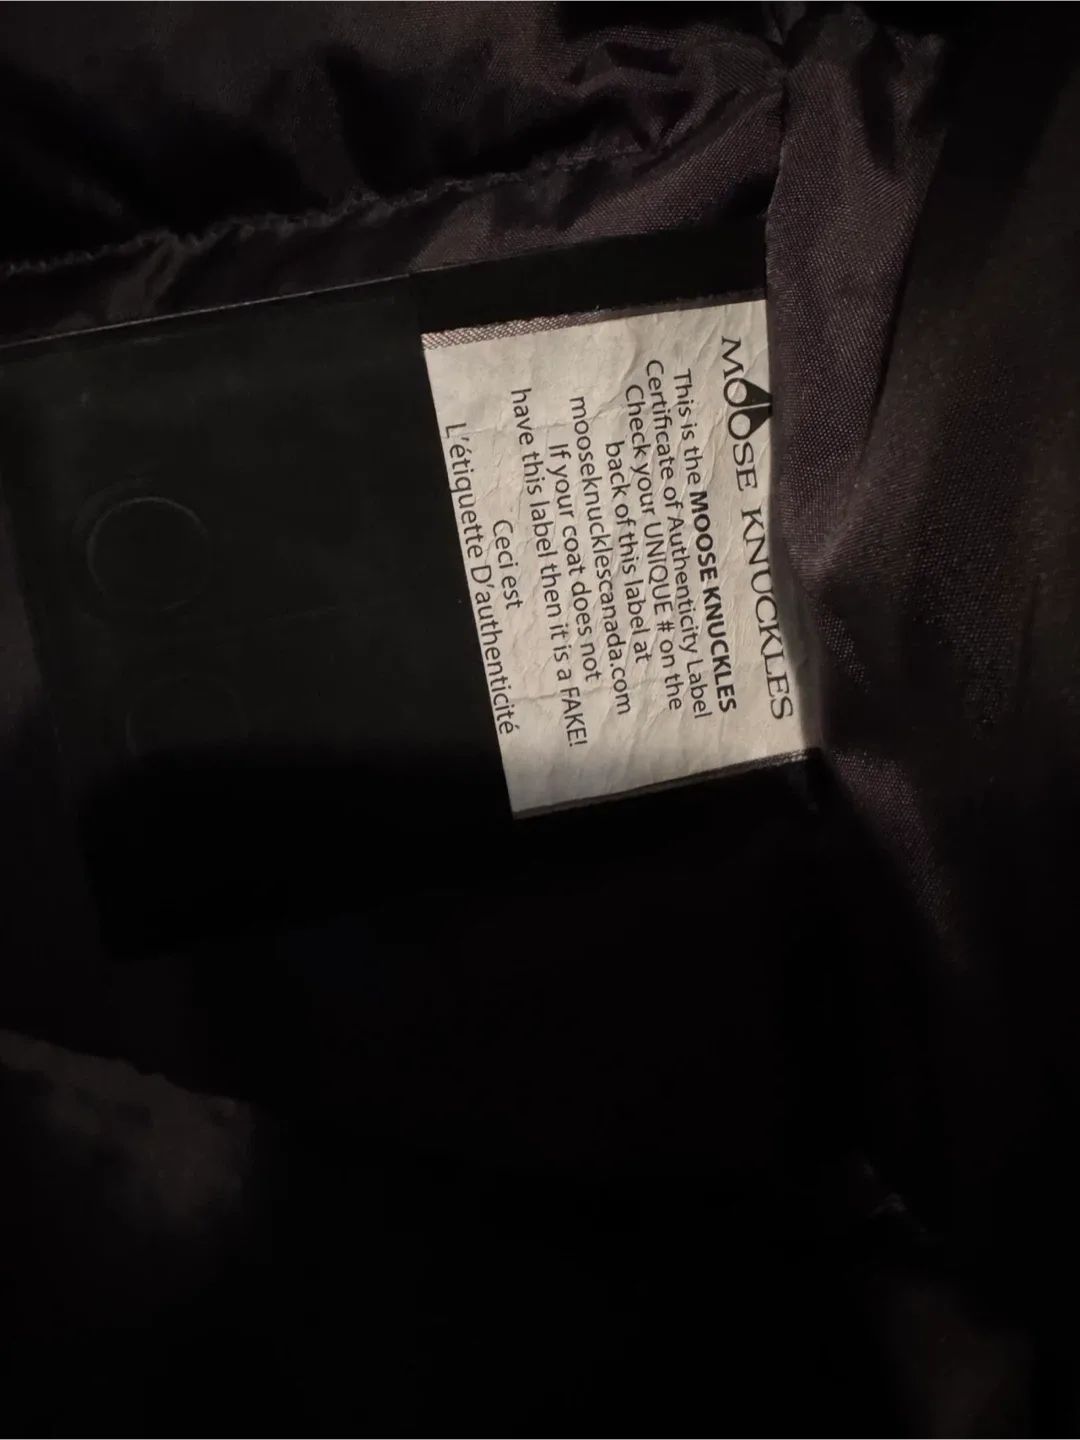 MOOSE KNUCKLES
This is the MOOSE KNUCKLES
Certificate of Authenticity Label
Check your UNIQUE # on the
back of this label at
mooseknucklescanada.com
If your coat does not
have this label then it is a FAKE!
Ceci est
L'étiquette D'authenticité